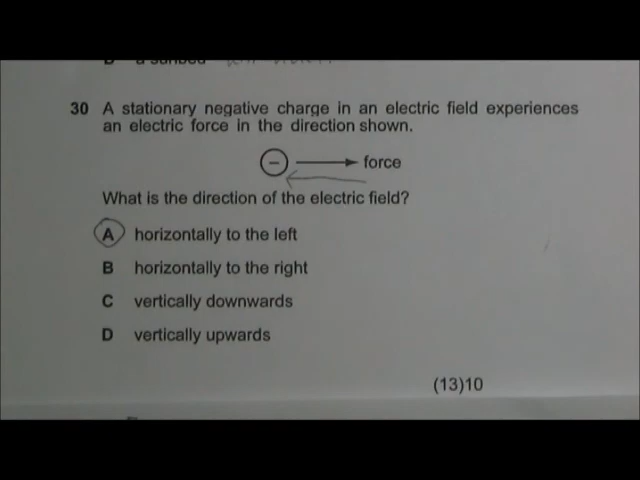 30 A stationary negative charge in an electric field experiences
an electric force in the direction shown.
− force
What is the direction of the electric field?
A horizontally to the left
B horizontally to the right
C vertically downwards
D vertically upwards
(13)10